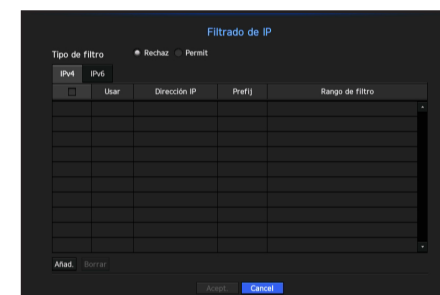 Filtrado de IP
Tipo de filtro Rechaz Permit
IPv4 IPv6
Usar Dirección IP Prefij Rango de filtro
Añad. Borrar
Acept. Cancel